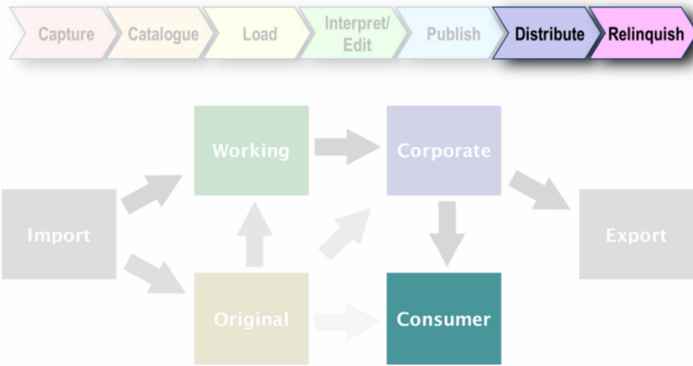 Capture
Catalogue
Load
Interpret/
Edit
Publish
Distribute
Relinquish
Working
Corporate
Import
Export
Original
Consumer